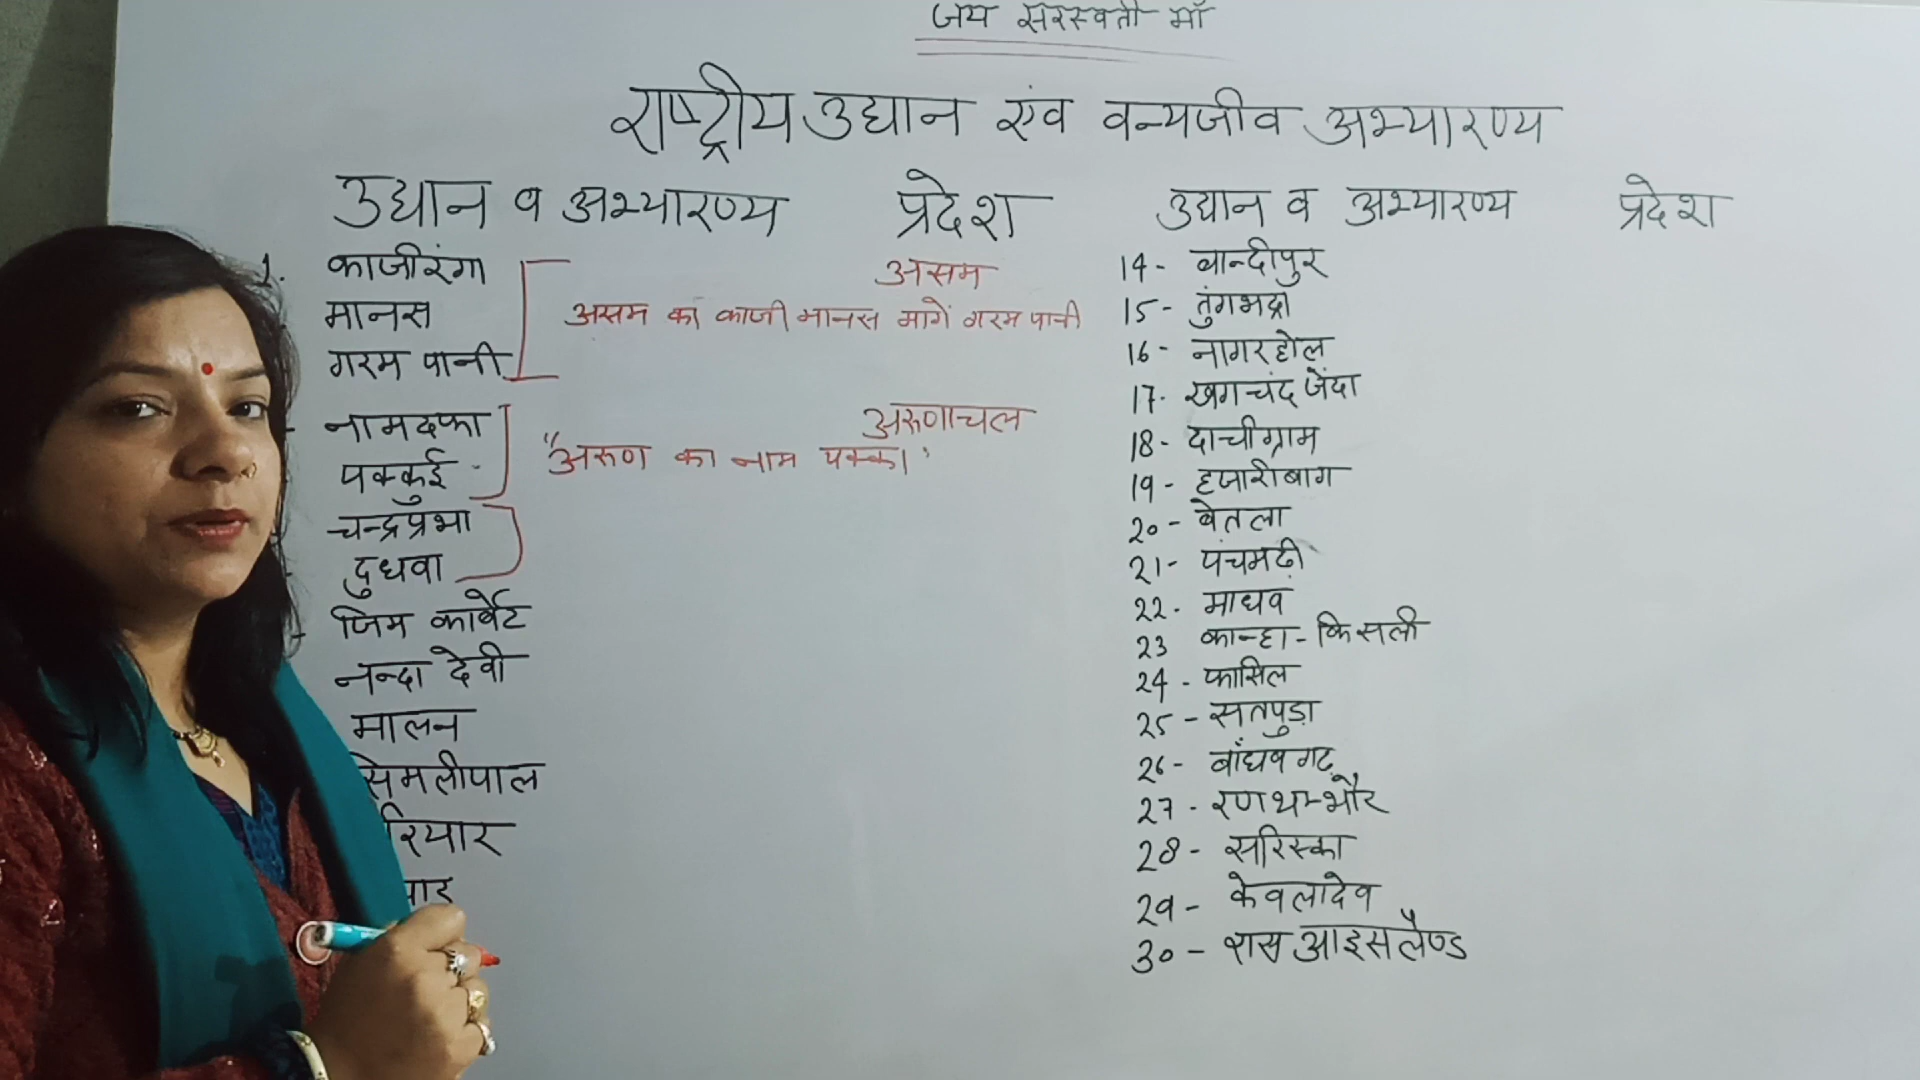 जय सरस्वती माँ
राष्ट्रीय उद्यान एंव वन्यजीव अभ्यारण्य
उद्यान व अभ्यारण्य प्रदेश
1. काजीरंगा असम
मानस असम का काजी मानस मागें गरम पानी
गरम पानी
नामदफा अरुणाचल
पक्कुई "अरुण का नाम पक्का"
चन्द्रप्रभा
दुधवा
जिम कार्बेट
नन्दा देवी
मालन
सिमलीपाल
रियार
उद्यान व अभ्यारण्य प्रदेश
14- बान्दीपुर
15- तुंगभद्रा
16- नागरहोल
17- खगचंद जेंदा
18- दाचीग्राम
19- हजारीबाग
20- बेतला
21- पंचमढ़ी
22- माधव
23 कान्हा-किसली
24- फासिल
25- सतपुड़ा
26- बाँधवगढ़
27- रणथम्भौर
28- सरिस्का
29- केवलादेव
30- रास आइसलैण्ड